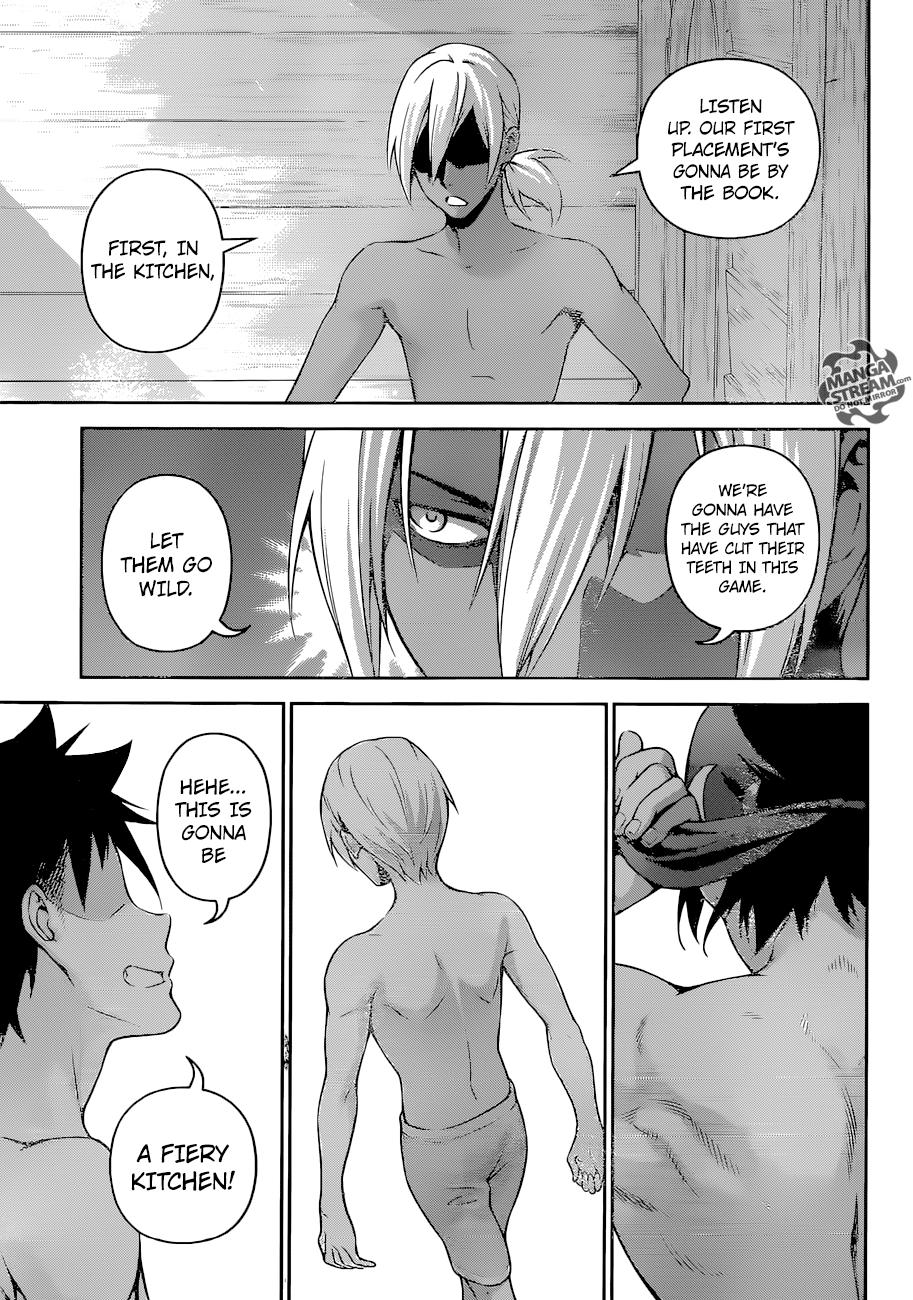 LISTEN
UP. OUR FIRST
PLACEMENT'S
GONNA BE BY
THE BOOK.
FIRST, IN
THE KITCHEN,
MANGA
STREAM.com
DO NOT MIRROR
WE'RE
GONNA HAVE
THE GUYS THAT
HAVE CUT THEIR
TEETH IN THIS
GAME.
LET
THEM GO
WILD.
HEHE...
THIS IS
GONNA
BE
A FIERY
KITCHEN!